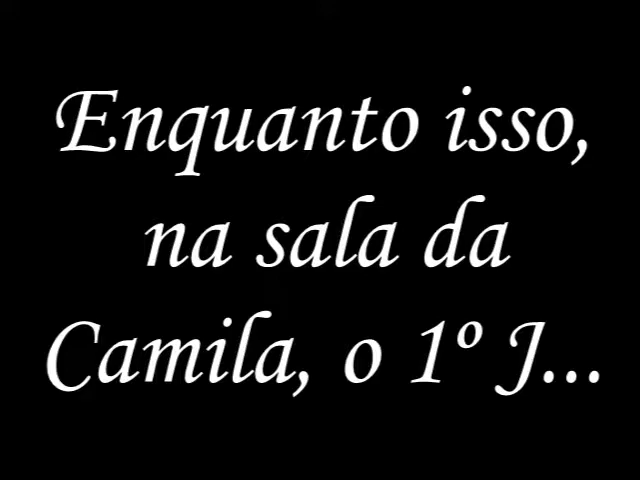 Enquanto isso,
na sala da
Camila, o 1º J...